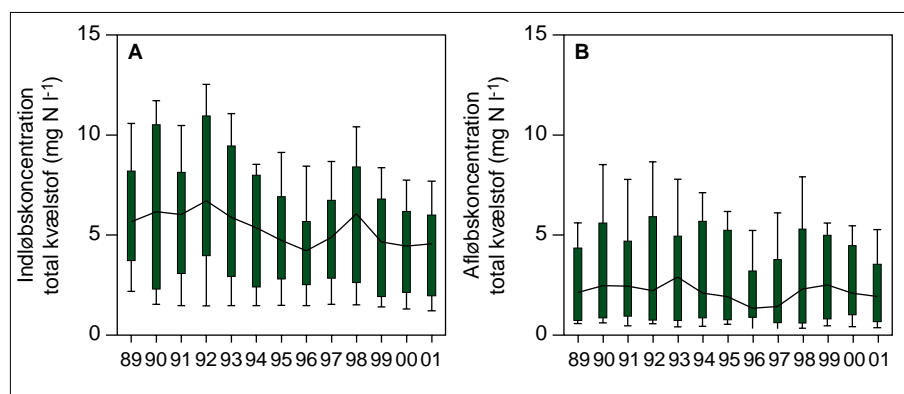 A
Indløbskoncentration
total kvælstof (mg N l-1)
15
10
5
0
89 90 91 92 93 94 95 96 97 98 99 00 01
B
Afløbskoncentration
total kvælstof (mg N l-1)
15
10
5
0
89 90 91 92 93 94 95 96 97 98 99 00 01